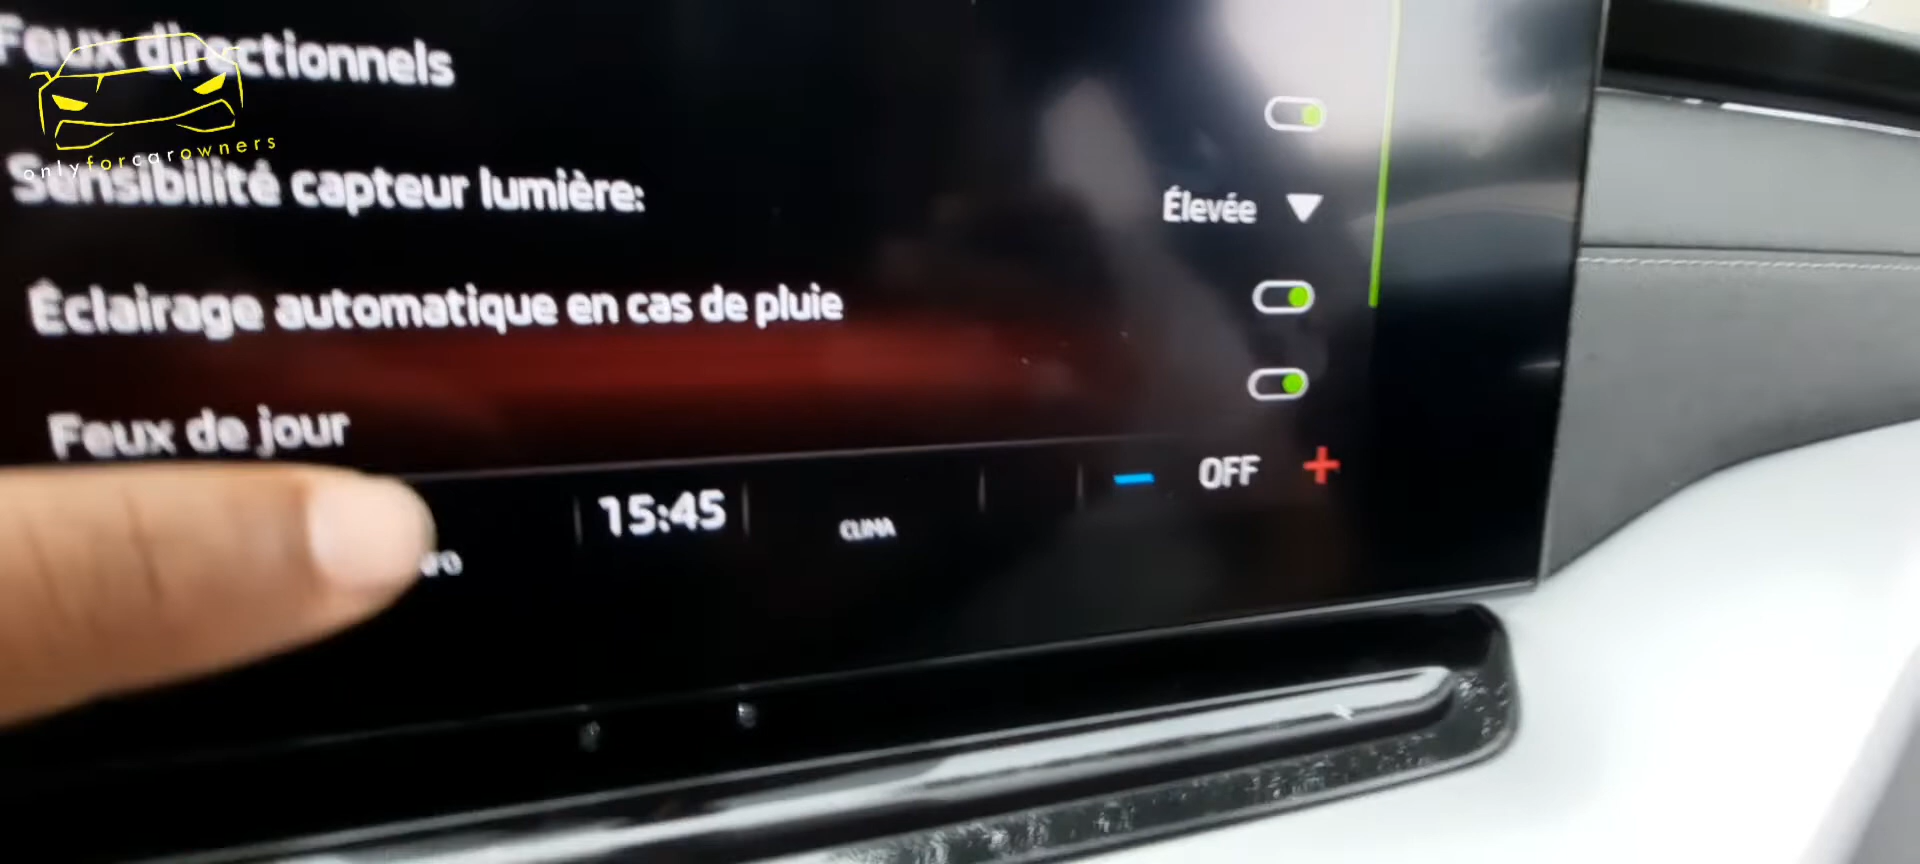 Feux directionnels
onlyforcarowners
Sensibilité capteur lumière:
Élevée
Éclairage automatique en cas de pluie
Feux de jour
15:45
CLIMA
OFF